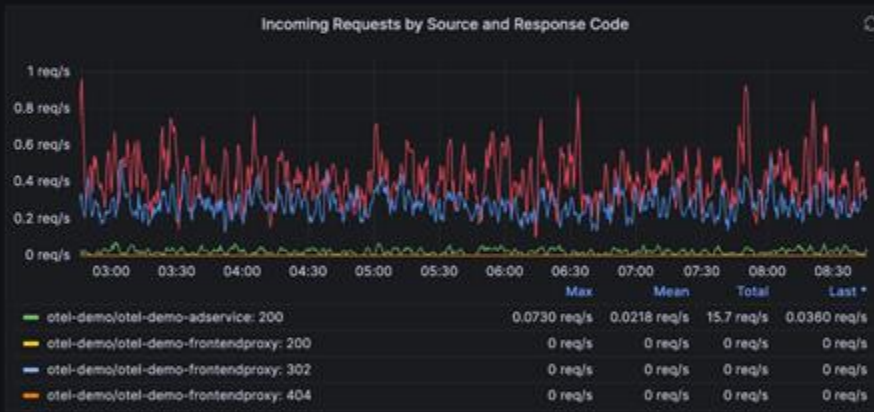 Incoming Requests by Source and Response Code
1 req/s
0.8 req/s
0.6 req/s
0.4 req/s
0.2 req/s
0 req/s
03:00 03:30 04:00 04:30 05:00 05:30 06:00 06:30 07:00 07:30 08:00 08:30
Max Mean Total Last *
otel-demo/otel-demo-adservice: 200 0.0730 req/s 0.0218 req/s 15.7 req/s 0.0360 req/s
otel-demo/otel-demo-frontendproxy: 200 0 req/s 0 req/s 0 req/s 0 req/s
otel-demo/otel-demo-frontendproxy: 302 0 req/s 0 req/s 0 req/s 0 req/s
otel-demo/otel-demo-frontendproxy: 404 0 req/s 0 req/s 0 req/s 0 req/s